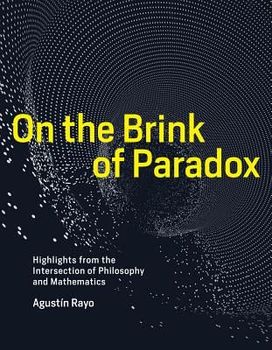 On the Brink
of Paradox
Highlights from the
Intersection of Philosophy
and Mathematics
Agustín Rayo